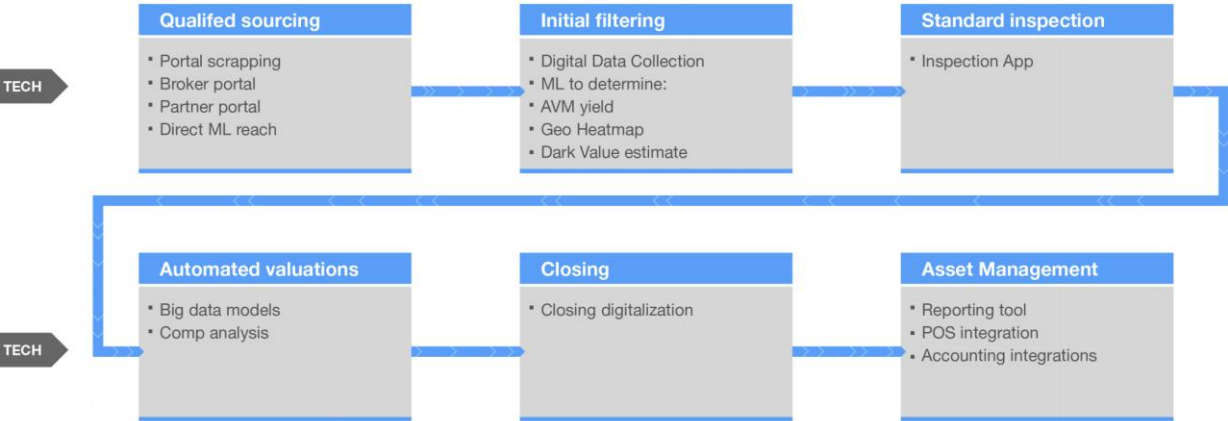 Qualifed sourcing
Portal scrapping
Broker portal
Partner portal
Direct ML reach
Initial filtering
Digital Data Collection
ML to determine:
AVM yield
Geo Heatmap
Dark Value estimate
Standard inspection
Inspection App
TECH
Automated valuations
Big data models
Comp analysis
Closing
Closing digitalization
Asset Management
Reporting tool
POS integration
Accounting integrations
TECH